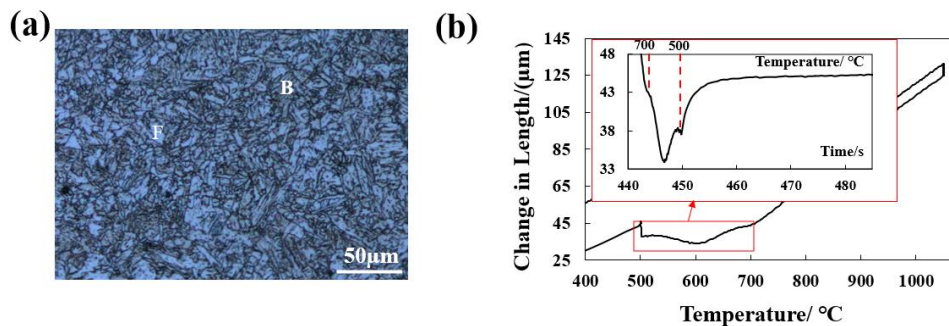 (a)
B
F
50μm
(b)
Change in Length/(μm)
145
125
105
85
65
45
25
700 500
Temperature/ °C
48
43
38
33
Time/s
440 450 460 470 480
400 500 600 700 800 900 1000
Temperature/ °C